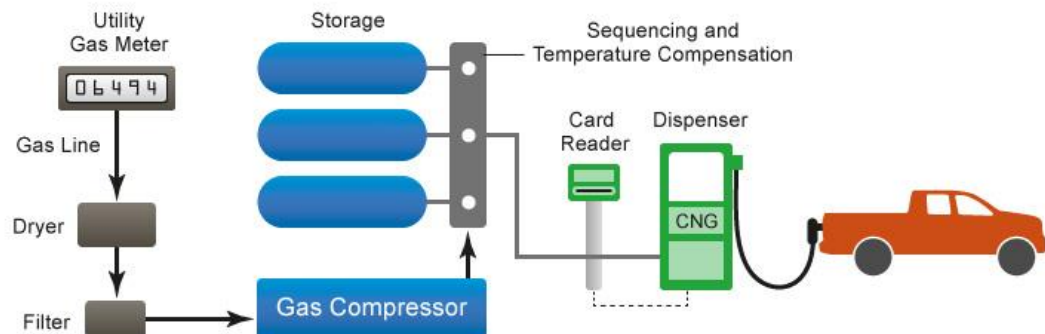 Utility
Gas Meter
06494
Gas Line
Dryer
Filter
Storage
Gas Compressor
Sequencing and
Temperature Compensation
Card
Reader
Dispenser
CNG